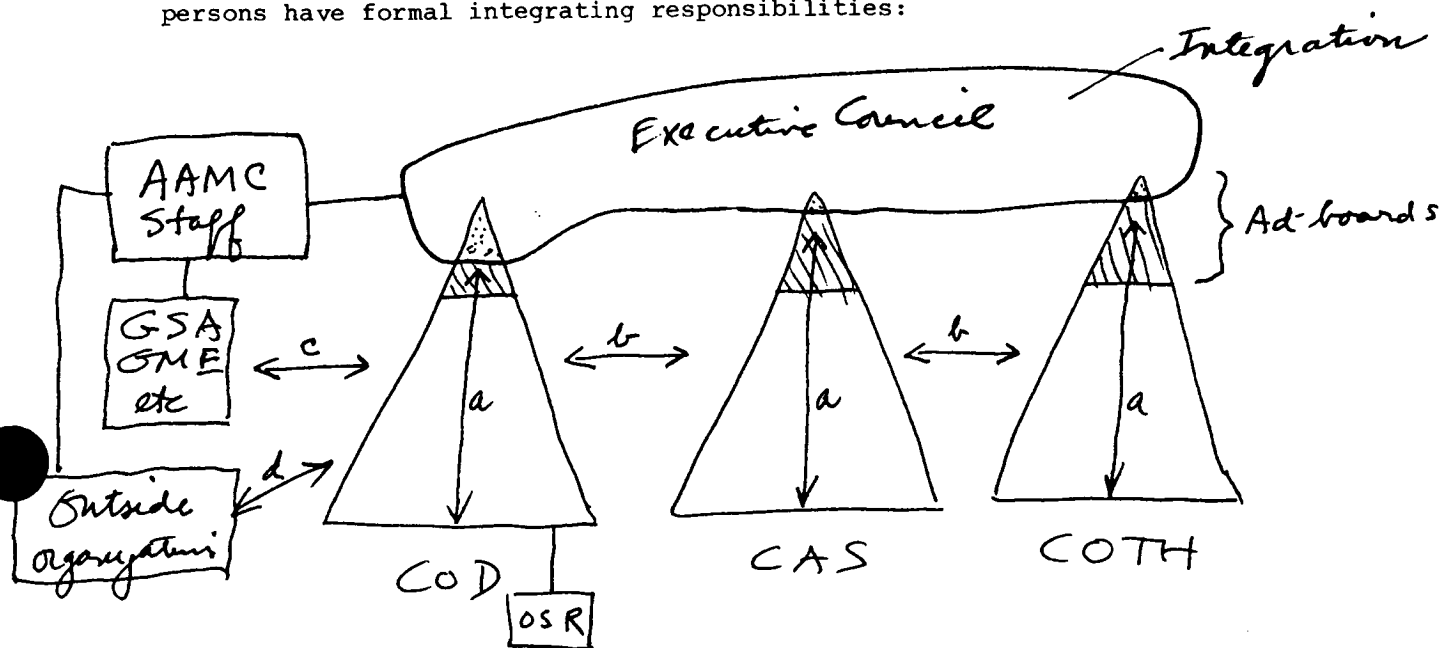 persons have formal integrating responsibilities:
Integration
Executive Council
AAMC
Staff
Ad-boards
GSA
GME
etc
c
b
b
a
a
a
d
Outside
COD
CAS
COTH
OSR